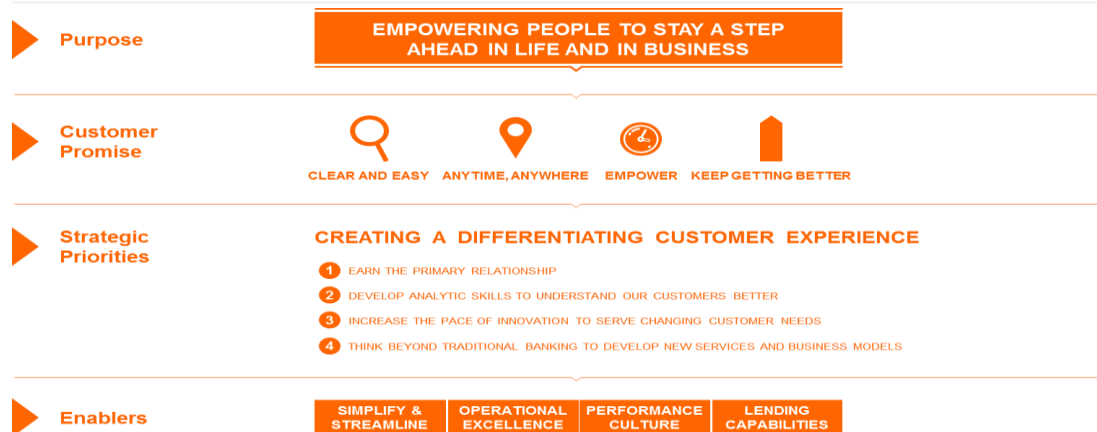 Purpose
EMPOWERING PEOPLE TO STAY A STEP
AHEAD IN LIFE AND IN BUSINESS
Customer
Promise
CLEAR AND EASY
ANYTIME, ANYWHERE
EMPOWER
KEEP GETTING BETTER
Strategic
Priorities
CREATING A DIFFERENTIATING CUSTOMER EXPERIENCE
1 EARN THE PRIMARY RELATIONSHIP
2 DEVELOP ANALYTIC SKILLS TO UNDERSTAND OUR CUSTOMERS BETTER
3 INCREASE THE PACE OF INNOVATION TO SERVE CHANGING CUSTOMER NEEDS
4 THINK BEYOND TRADITIONAL BANKING TO DEVELOP NEW SERVICES AND BUSINESS MODELS
Enablers
SIMPLIFY &
STREAMLINE
OPERATIONAL
EXCELLENCE
PERFORMANCE
CULTURE
LENDING
CAPABILITIES